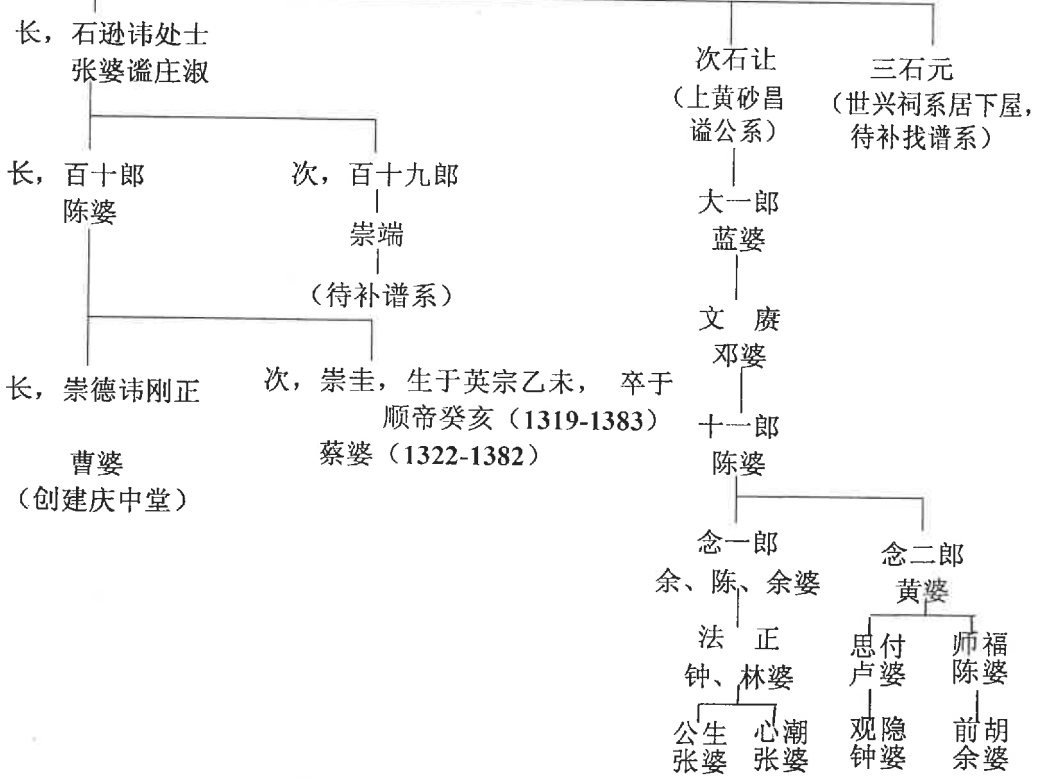 长，石逊讳处士
张婆谧庄淑
次石让
（上黄砂昌
谥公系）
三石元
（世兴祠系居下屋，
待补找谱系）
长，百十郎
陈婆
次，百十九郎
崇端
（待补谱系）
大一郎
蓝婆
文 赓
邓婆
长，崇德讳刚正
曹婆
（创建庆中堂）
次，崇圭，生于英宗乙未， 卒于
顺帝癸亥（1319-1383）
蔡婆（1322-1382）
十一郎
陈婆
念一郎
余、陈、余婆
念二郎
黄婆
法 正
钟、林婆
思付
卢婆
师福
陈婆
公生
张婆
心潮
张婆
观隐
钟婆
前胡
余婆